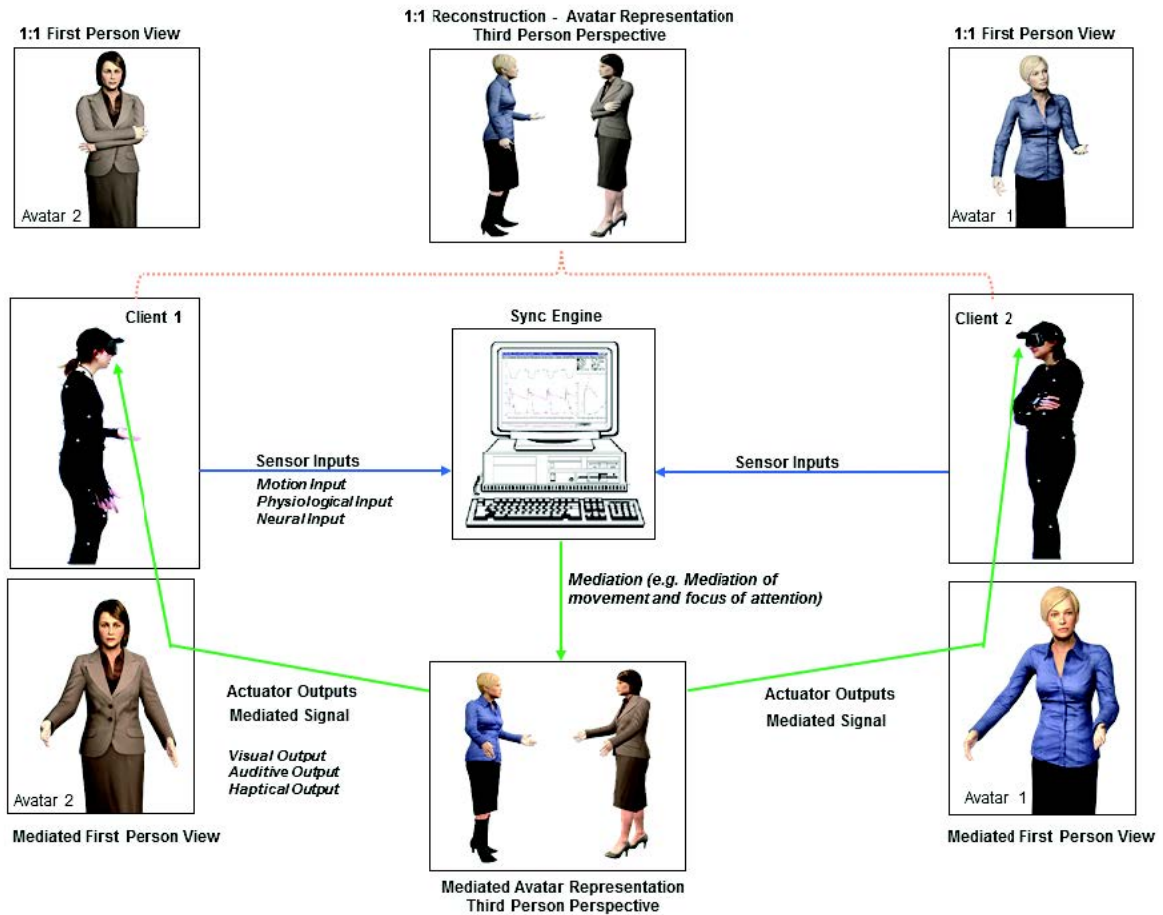 1:1 Reconstruction - Avatar Representation
Third Person Perspective
1:1 First Person View
1:1 First Person View
Avatar 2
Avatar 1
Client 1
Sync Engine
Client 2
Sensor Inputs
Motion Input
Physiological Input
Neural Input
Sensor Inputs
Mediation (e.g. Mediation of
movement and focus of attention)
Actuator Outputs
Mediated Signal
Visual Output
Auditive Output
Haptical Output
Actuator Outputs
Mediated Signal
Avatar 2
Avatar 1
Mediated First Person View
Mediated First Person View
Mediated Avatar Representation
Third Person Perspective